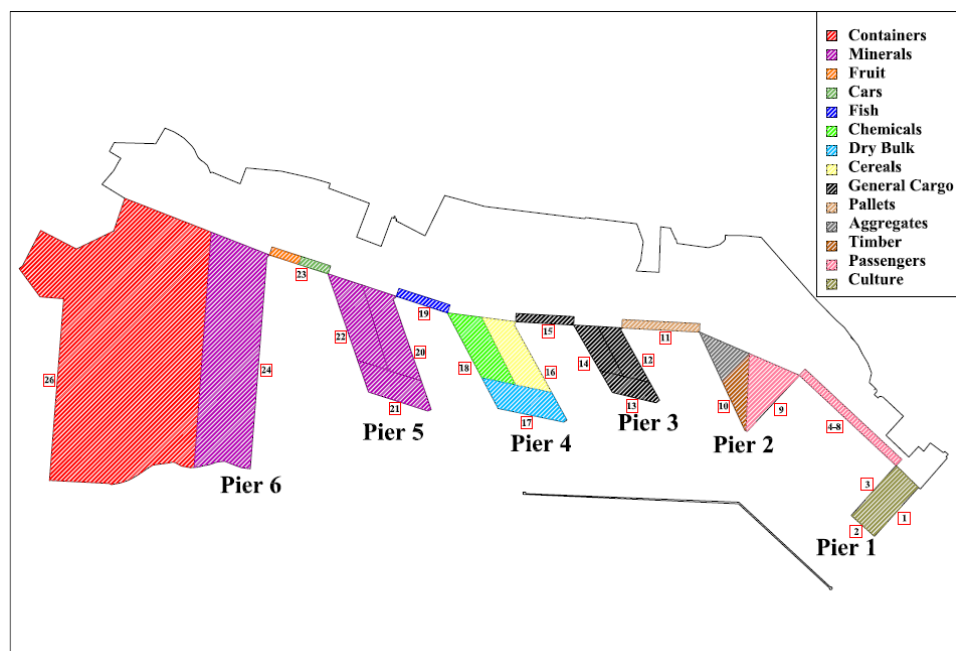 Containers
Minerals
Fruit
Cars
Fish
Chemicals
Dry Bulk
Cereals
General Cargo
Pallets
Aggregates
Timber
Passengers
Culture
23
19
15
11
22
20
18
16
14
12
24
26
21
17
13
10
9
4-8
3
1
2
Pier 6
Pier 5
Pier 4
Pier 3
Pier 2
Pier 1